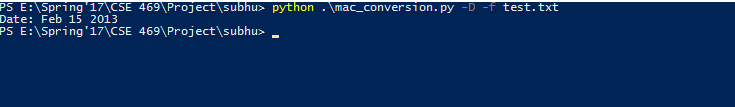 PS E:\Spring'17\CSE 469\Project\subhu> python .\mac_conversion.py -D -f test.txt
Date: Feb 15 2013
PS E:\Spring'17\CSE 469\Project\subhu> _